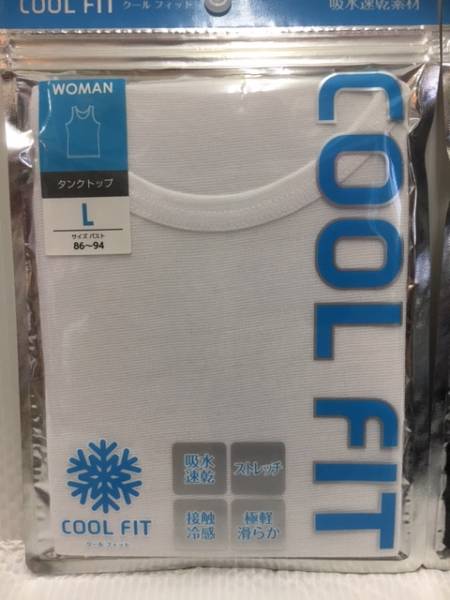 COOL FIT クール フィット 吸水速乾素材
WOMAN
タンクトップ
L
サイズ バスト
86〜94
COOL FIT
吸水
速乾
ストレッチ
接触
冷感
極軽
滑らか
COOL FIT
クール フィット